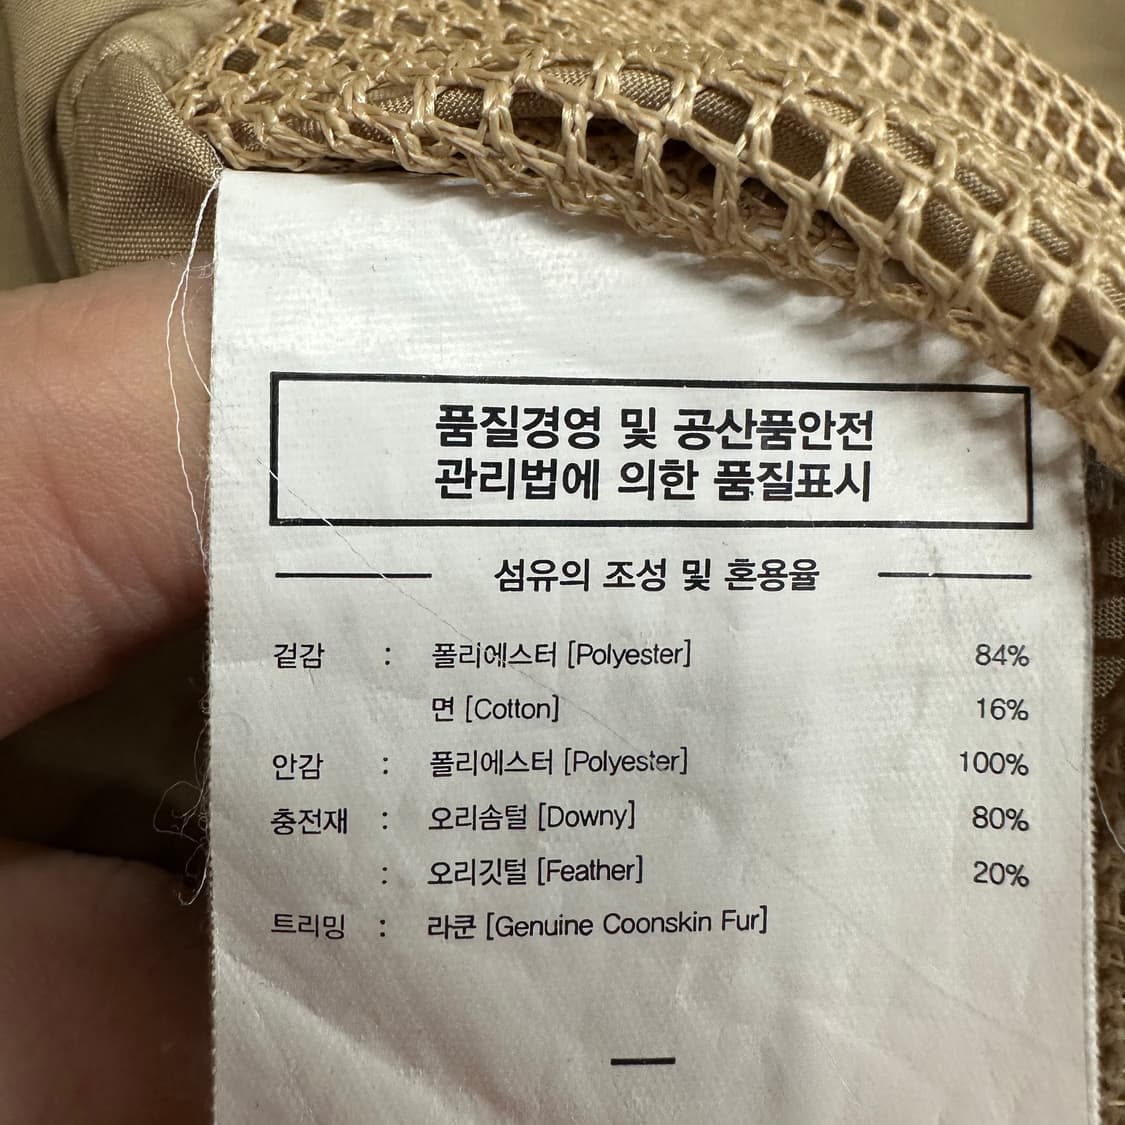 품질경영 및 공산품안전
관리법에 의한 품질표시
섬유의 조성 및 혼용율
겉감 : 폴리에스터 [Polyester] 84%
면 [Cotton] 16%
안감 : 폴리에스터 [Polyester] 100%
충전재 : 오리솜털 [Downy] 80%
: 오리깃털 [Feather] 20%
트리밍 : 라쿤 [Genuine Coonskin Fur]